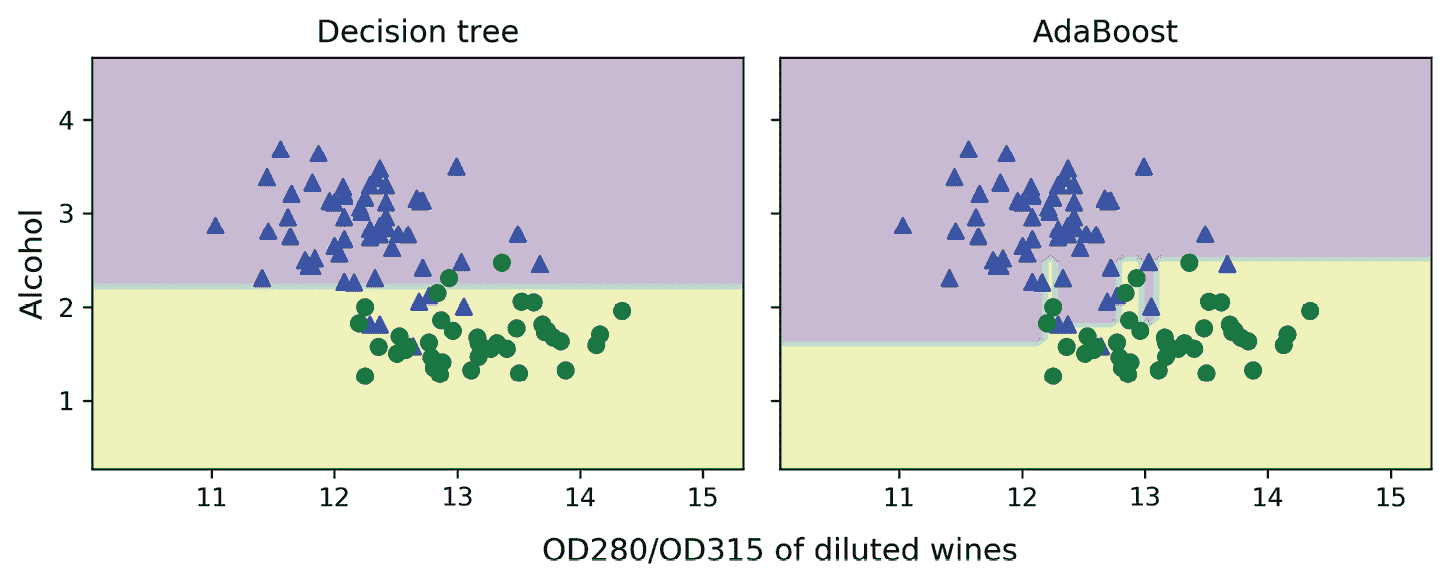 Decision tree
AdaBoost
Alcohol
4
3
2
1
11 12 13 14 15
11 12 13 14 15
OD280/OD315 of diluted wines